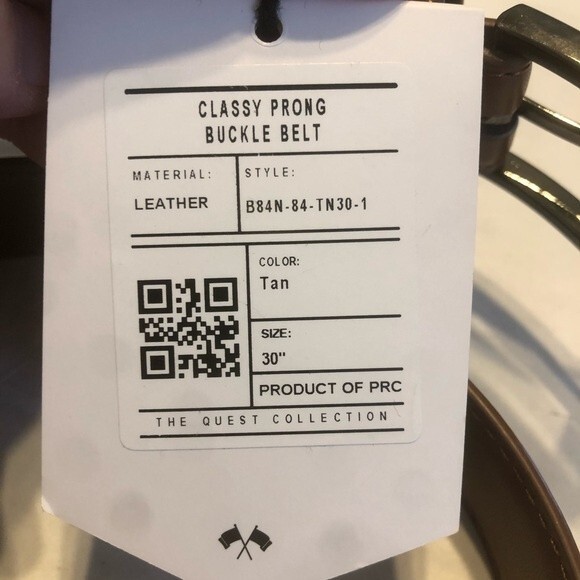 CLASSY PRONG
BUCKLE BELT
MATERIAL:
LEATHER
STYLE:
B84N-84-TN30-1
COLOR:
Tan
SIZE:
30"
PRODUCT OF PRC
THE QUEST COLLECTION